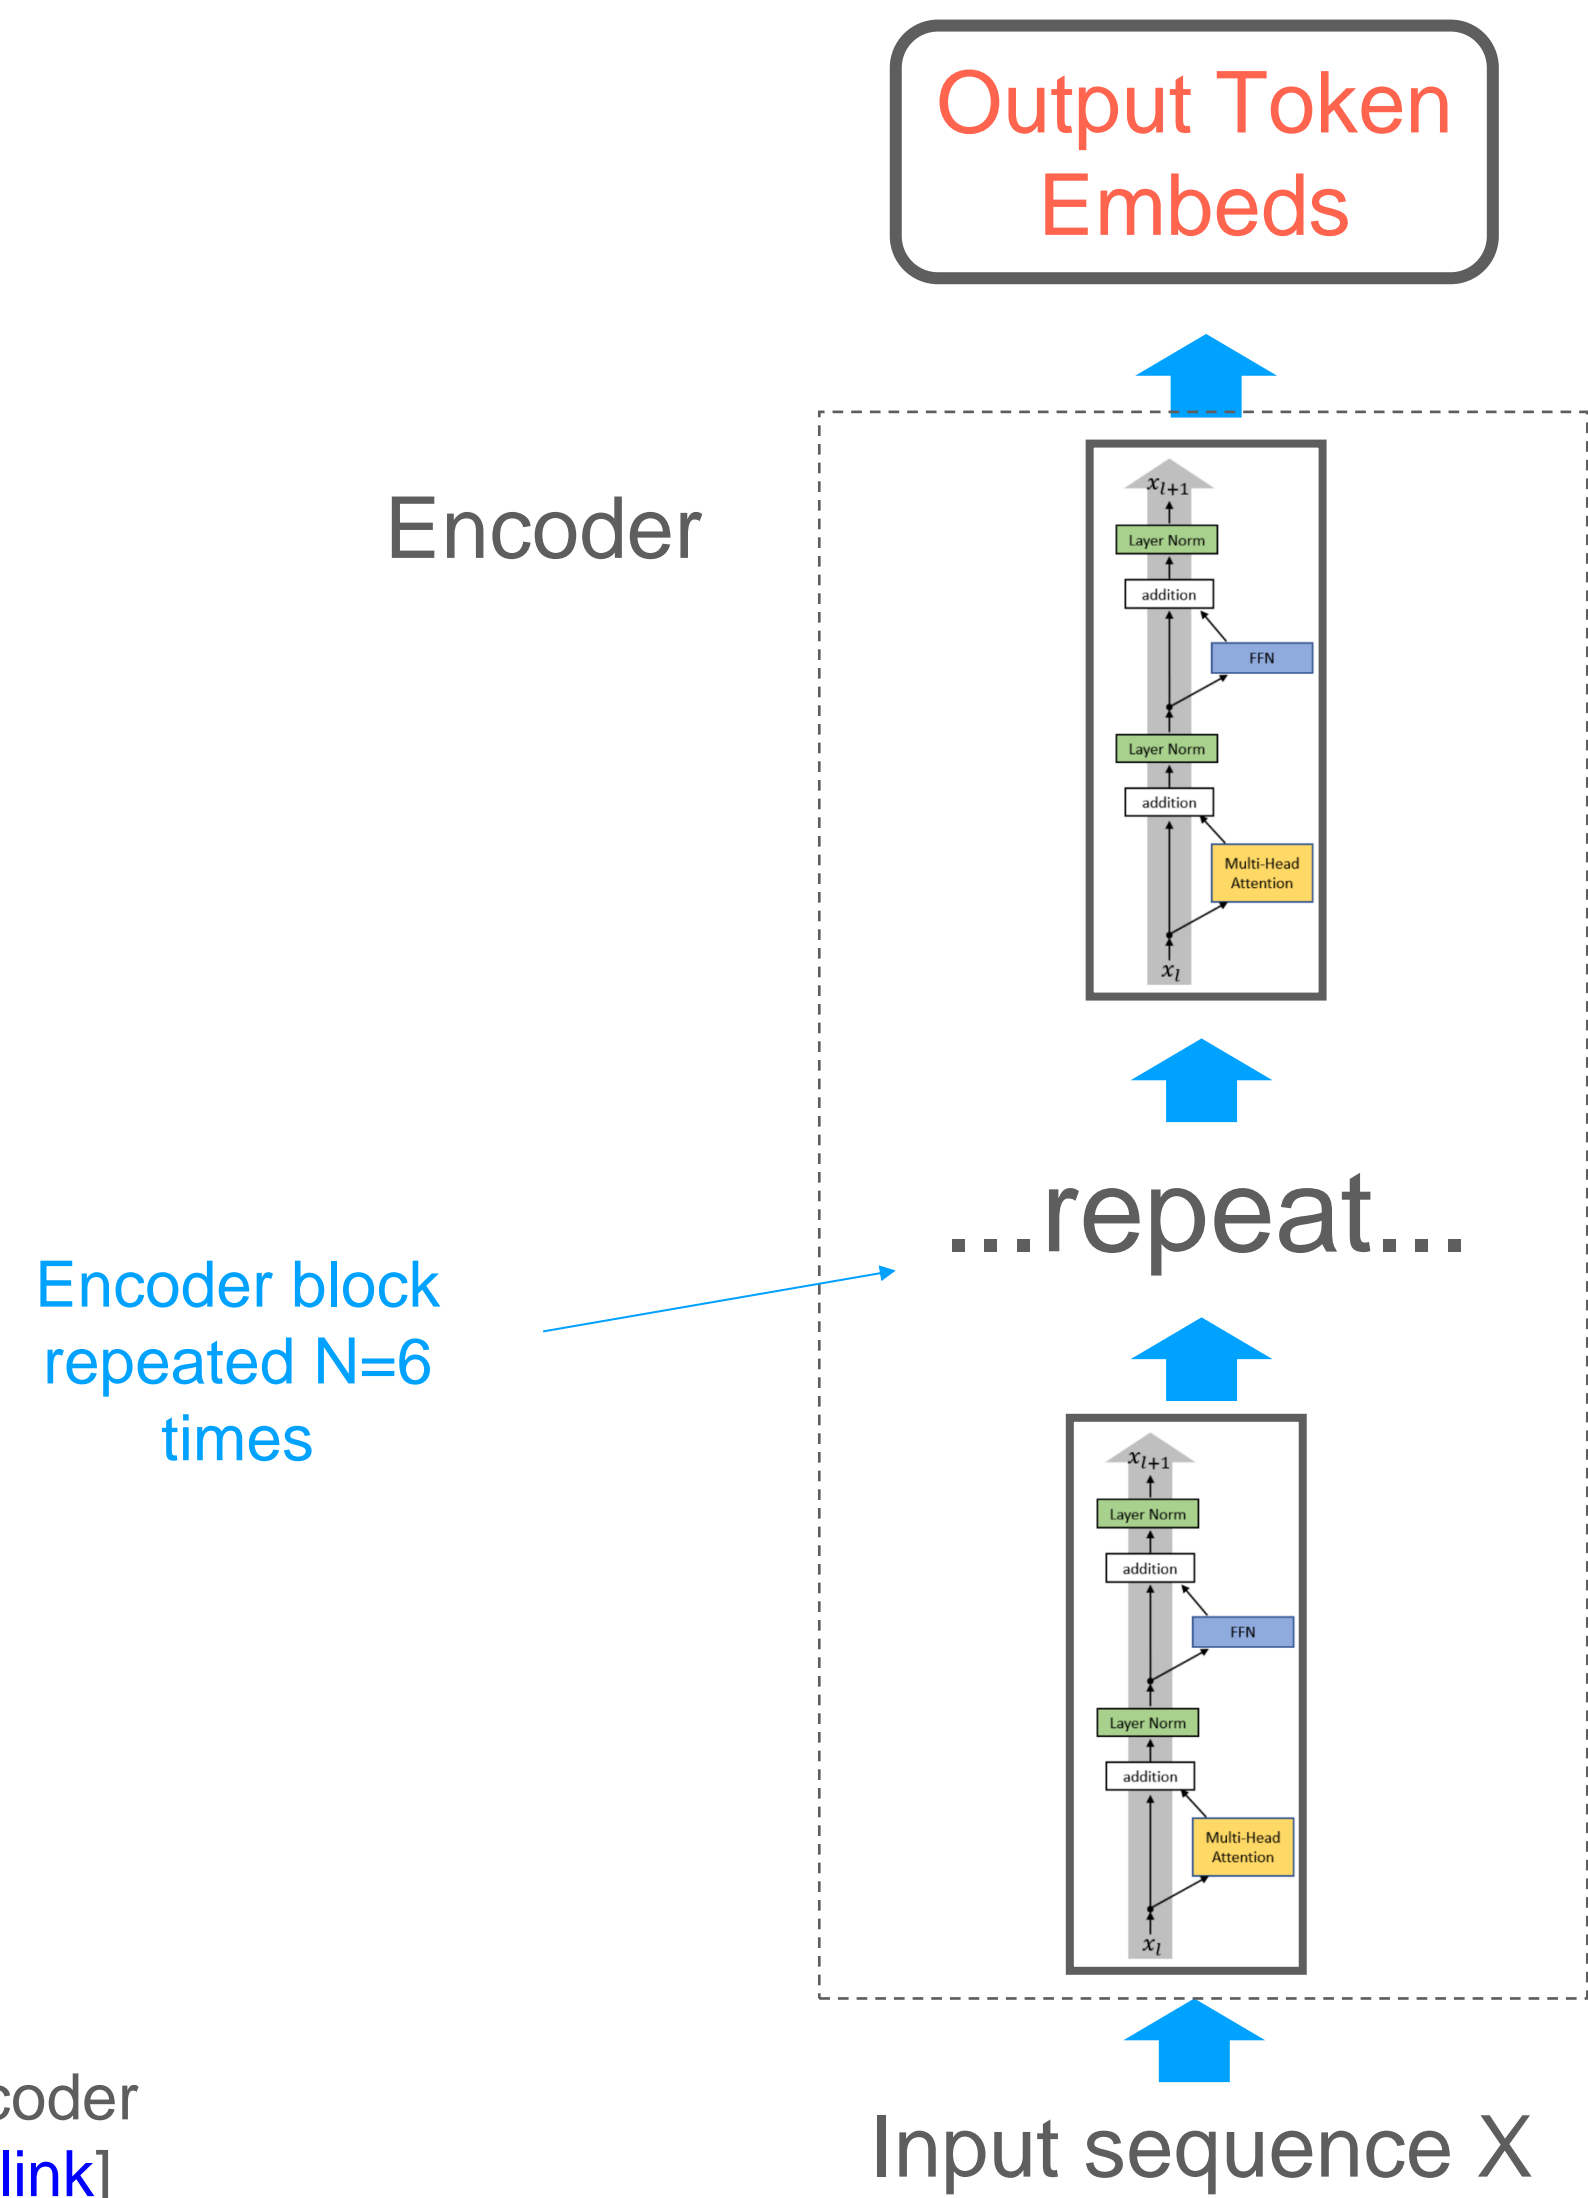 Output Token
Embeds
Encoder
x_{l+1}
Layer Norm
addition
FFN
Layer Norm
addition
Multi-Head
Attention
x_l
...repeat...
Encoder block
repeated N=6
times
x_{l+1}
Layer Norm
addition
FFN
Layer Norm
addition
Multi-Head
Attention
x_l
Input sequence X
coder
link]